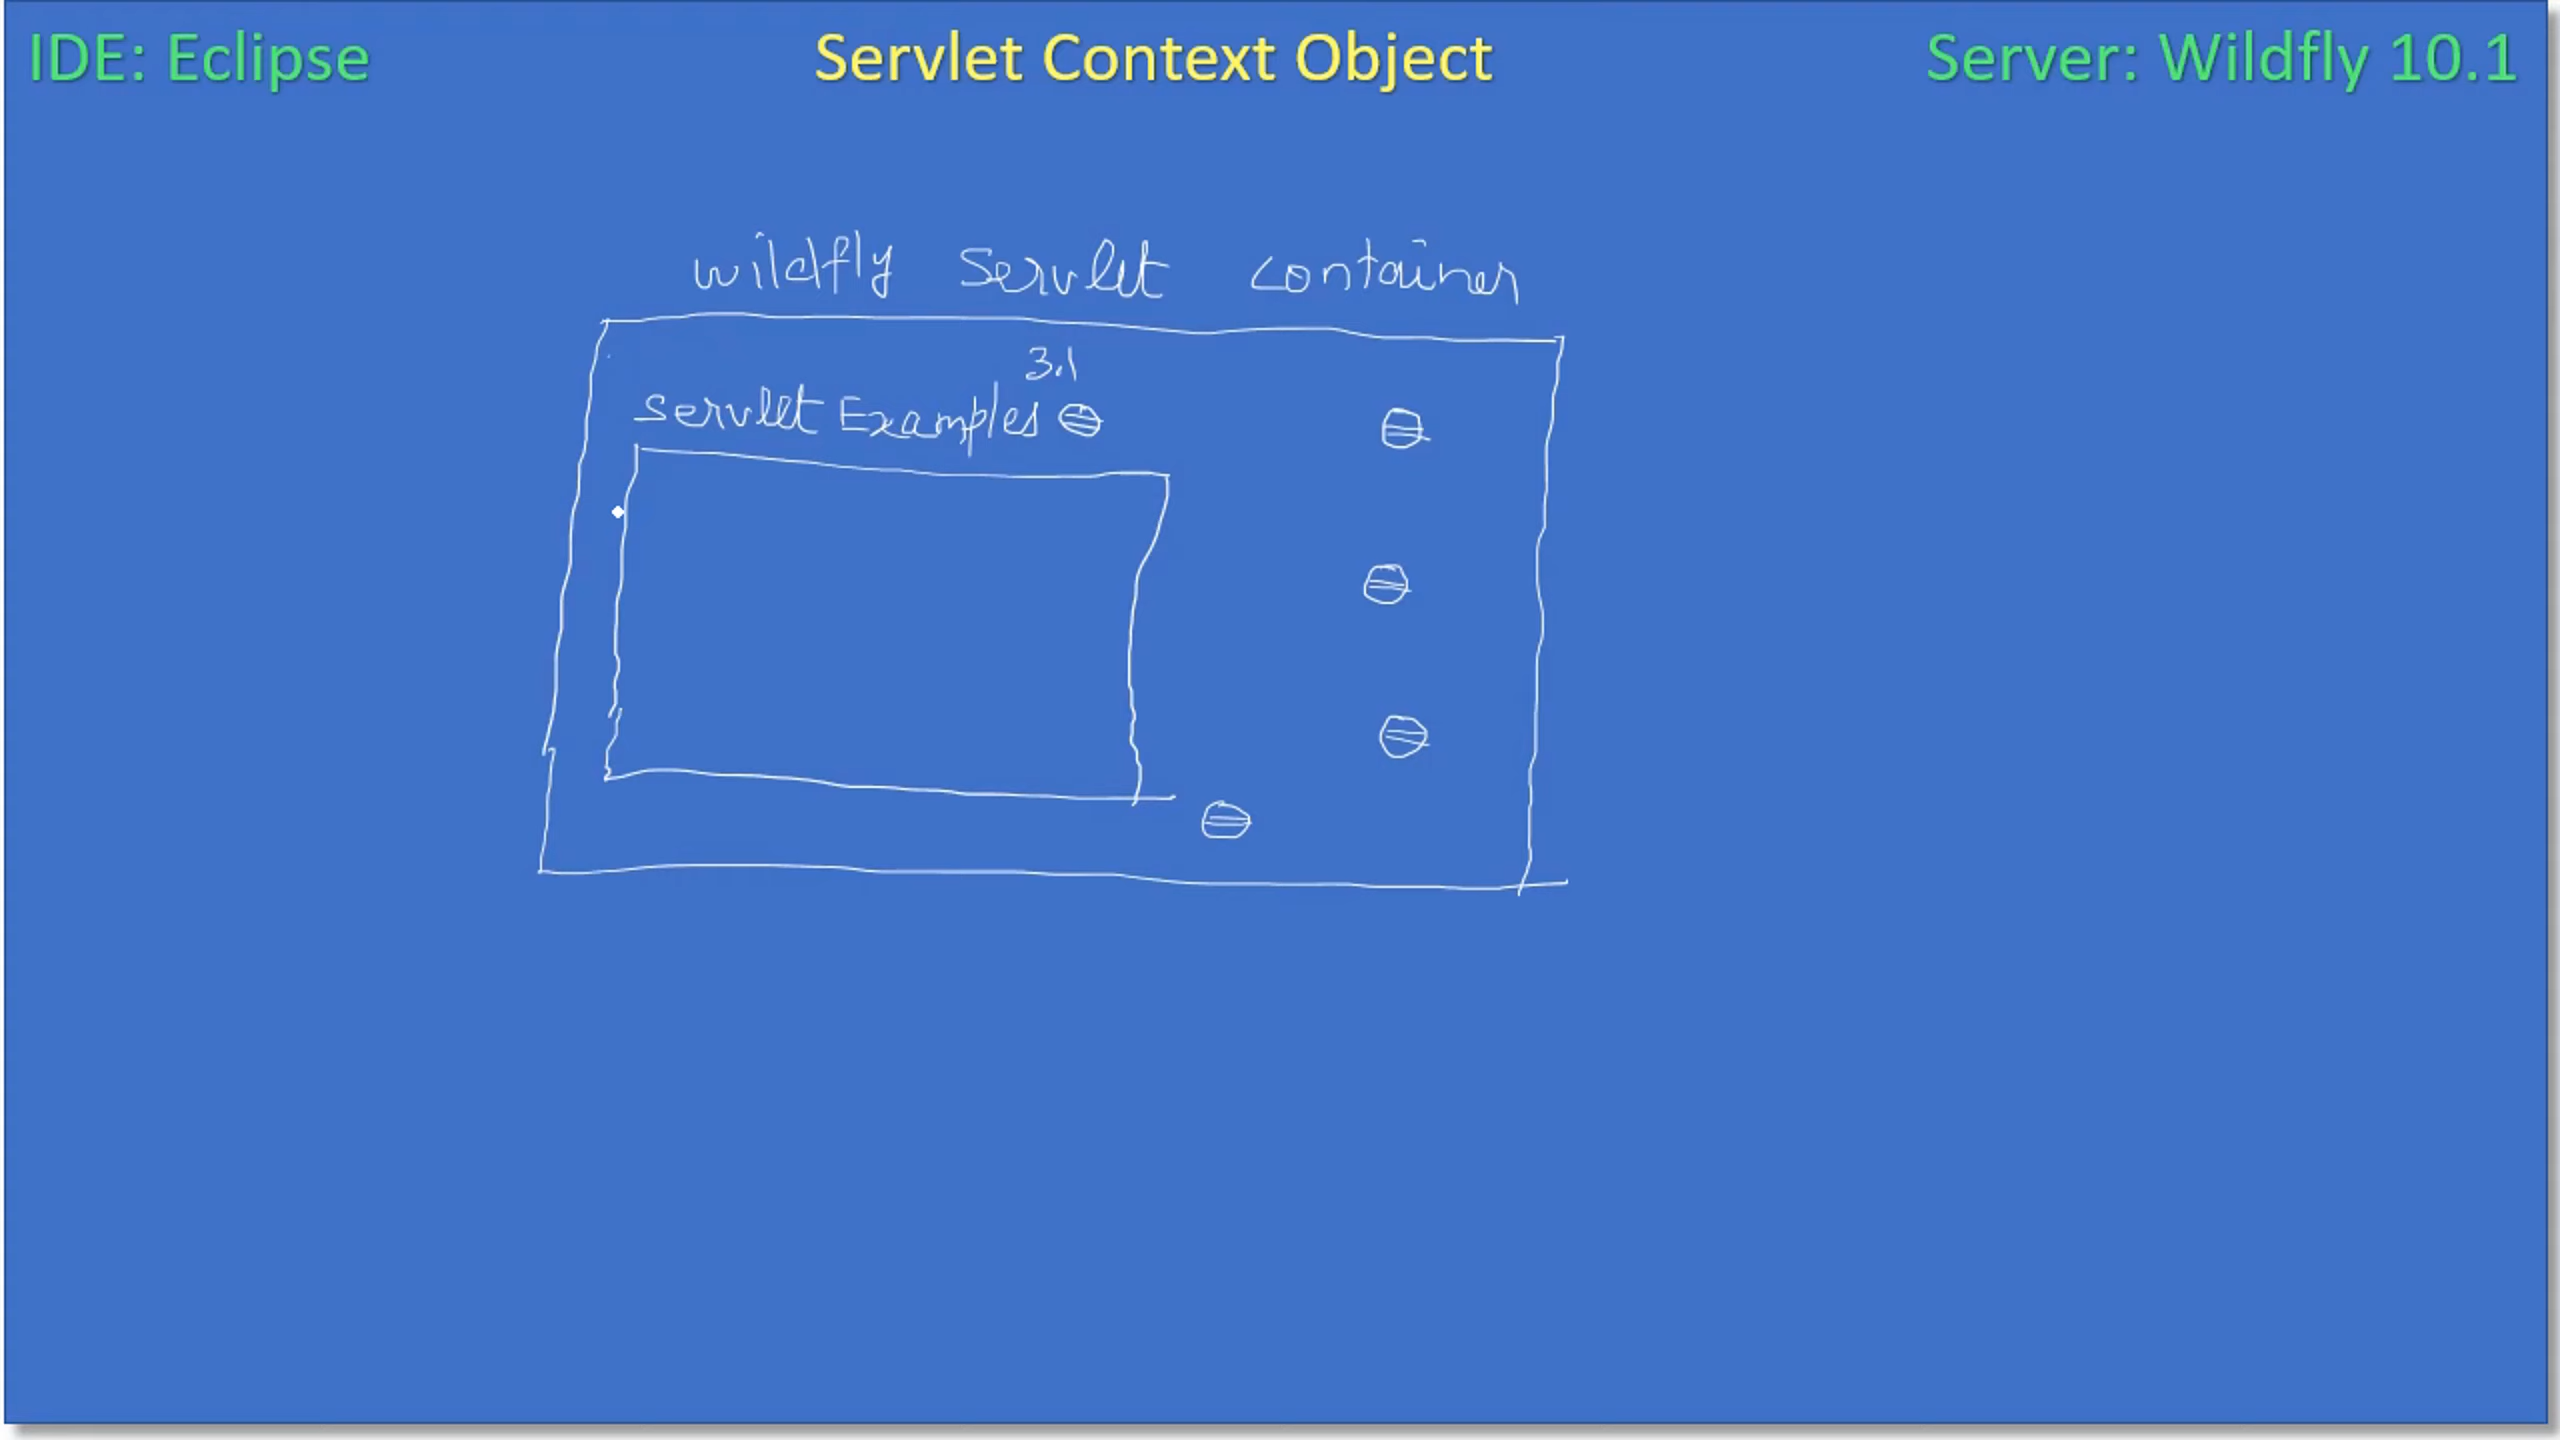 IDE: Eclipse
Servlet Context Object
Server: Wildfly 10.1
wildfly Servlet container
3.1
Servlet Examples